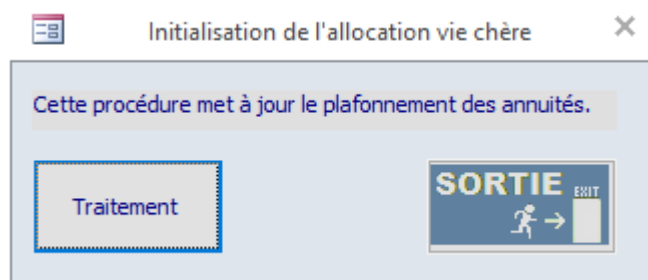 Initialisation de l'allocation vie chère
Cette procédure met à jour le plafonnement des annuités.
Traitement
SORTIE
EXIT